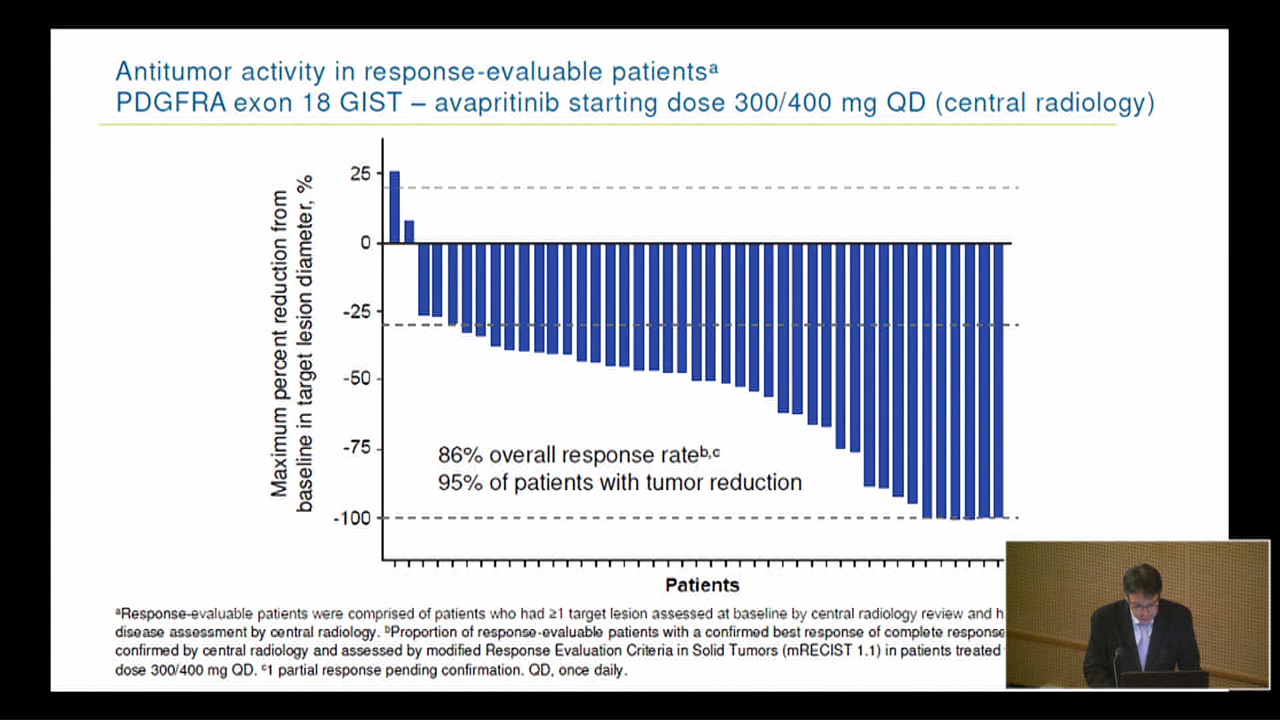 Antitumor activity in response-evaluable patientsᵃ
PDGFRA exon 18 GIST – avapritinib starting dose 300/400 mg QD (central radiology)
Maximum percent reduction from
baseline in target lesion diameter, %
25
0
-25
-50
-75
-100
86% overall response rateᵇ,ᶜ
95% of patients with tumor reduction
Patients
ᵃResponse-evaluable patients were comprised of patients who had ≥1 target lesion assessed at baseline by central radiology review and h
disease assessment by central radiology. ᵇProportion of response-evaluable patients with a confirmed best response of complete response
confirmed by central radiology and assessed by modified Response Evaluation Criteria in Solid Tumors (mRECIST 1.1) in patients treated
dose 300/400 mg QD. ᶜ1 partial response pending confirmation. QD, once daily.